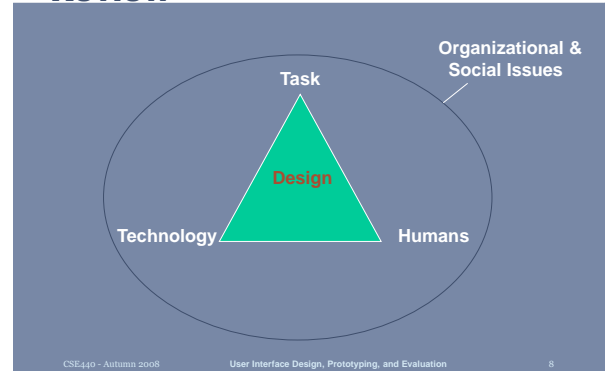 Organizational &
Social Issues
Task
Design
Technology
Humans
CSE440 - Autumn 2008
User Interface Design, Prototyping, and Evaluation
8